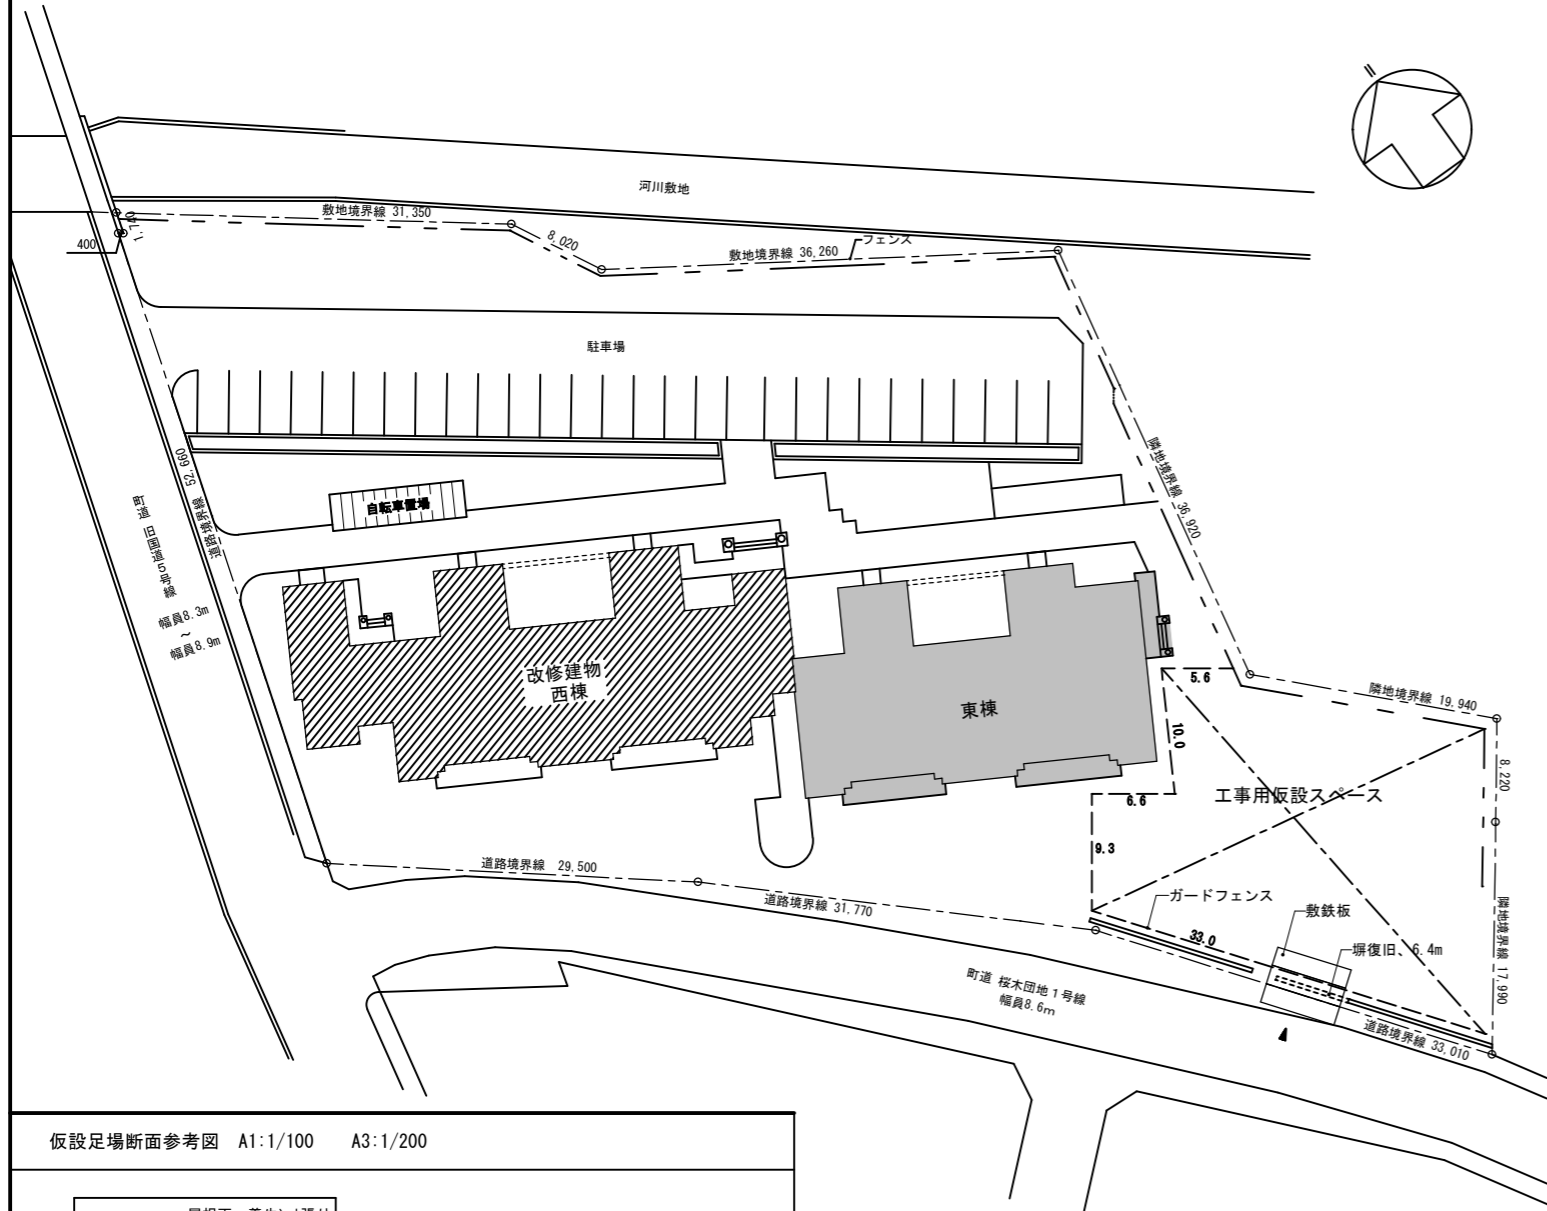 河川敷地
敷地境界線 31,350
8,020
敷地境界線 36,260
フェンス
1,740
400
駐車場
隣地境界線 36,920
道路境界線 52,660
町道 旧国道5号線
幅員8.3m
～
幅員8.9m
自転車置場
改修建物
西棟
東棟
5.6
隣地境界線 19,940
10.0
8,220
6.6
工事用仮設スペース
9.3
道路境界線 29,500
道路境界線 31,770
ガードフェンス
敷鉄板
33.0
塀復旧、6.4m
隣地境界線 17,990
町道 桜木団地1号線
幅員8.6m
道路境界線 33,010
仮設足場断面参考図 A1:1/100 A3:1/200